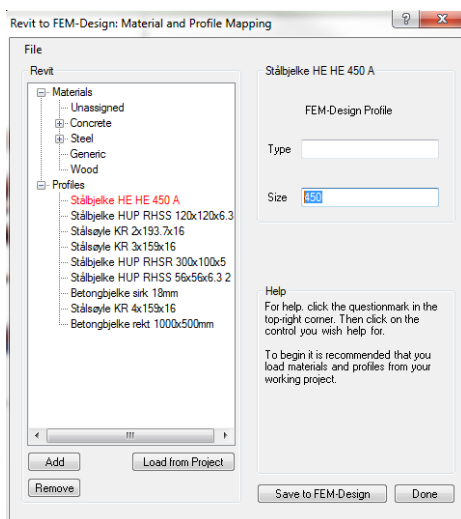 Revit to FEM-Design: Material and Profile Mapping
File
Revit
Materials
Unassigned
Concrete
Steel
Generic
Wood
Profiles
Stålbjelke HE HE 450 A
Stålbjelke HUP RHSS 120x120x6.3
Stålsøyle KR 2x193.7x16
Stålsøyle KR 3x159x16
Stålbjelke HUP RHSR 300x100x5
Stålbjelke HUP RHSS 56x56x6.3 2
Betongbjelke sirk 18mm
Stålsøyle KR 4x159x16
Betongbjelke rekt 1000x500mm
Add
Load from Project
Remove
Stålbjelke HE HE 450 A
FEM-Design Profile
Type
Size 450
Help
For help. click the questionmark in the
top-right corner. Then click on the
control you wish help for.
To begin it is recommended that you
load materials and profiles from your
working project.
Save to FEM-Design
Done